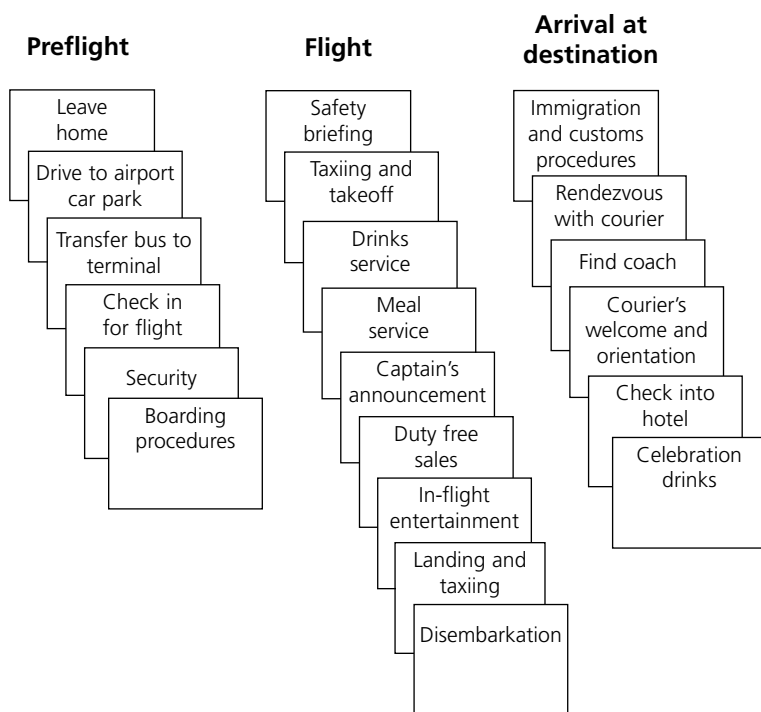 Preflight
Leave
home
Drive to airport
car park
Transfer bus to
terminal
Check in
for flight
Security
Boarding
procedures
Flight
Safety
briefing
Taxiing and
takeoff
Drinks
service
Meal
service
Captain's
announcement
Duty free
sales
In-flight
entertainment
Landing and
taxiing
Disembarkation
Arrival at
destination
Immigration
and customs
procedures
Rendezvous
with courier
Find coach
Courier's
welcome and
orientation
Check into
hotel
Celebration
drinks